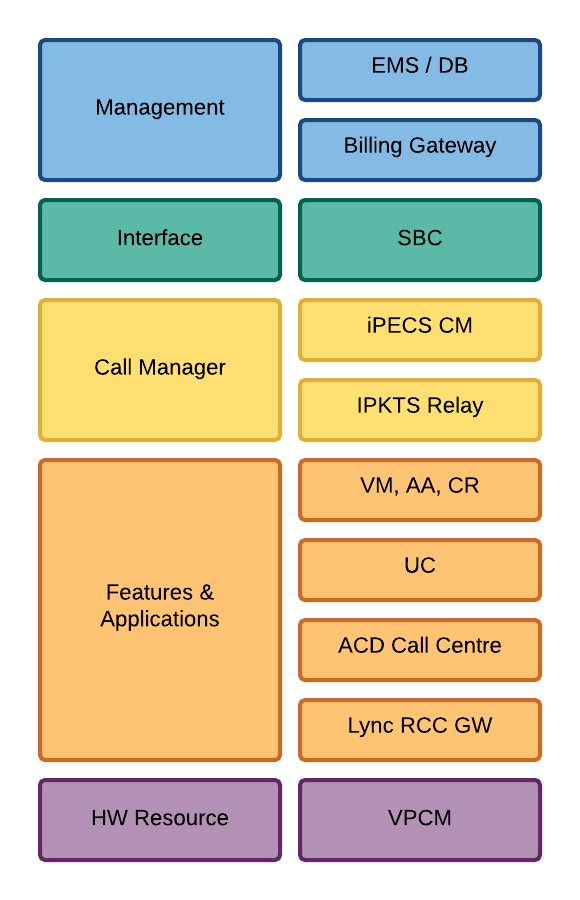 Management
EMS / DB
Billing Gateway
Interface
SBC
Call Manager
iPECS CM
IPKTS Relay
Features &
Applications
VM, AA, CR
UC
ACD Call Centre
Lync RCC GW
HW Resource
VPCM